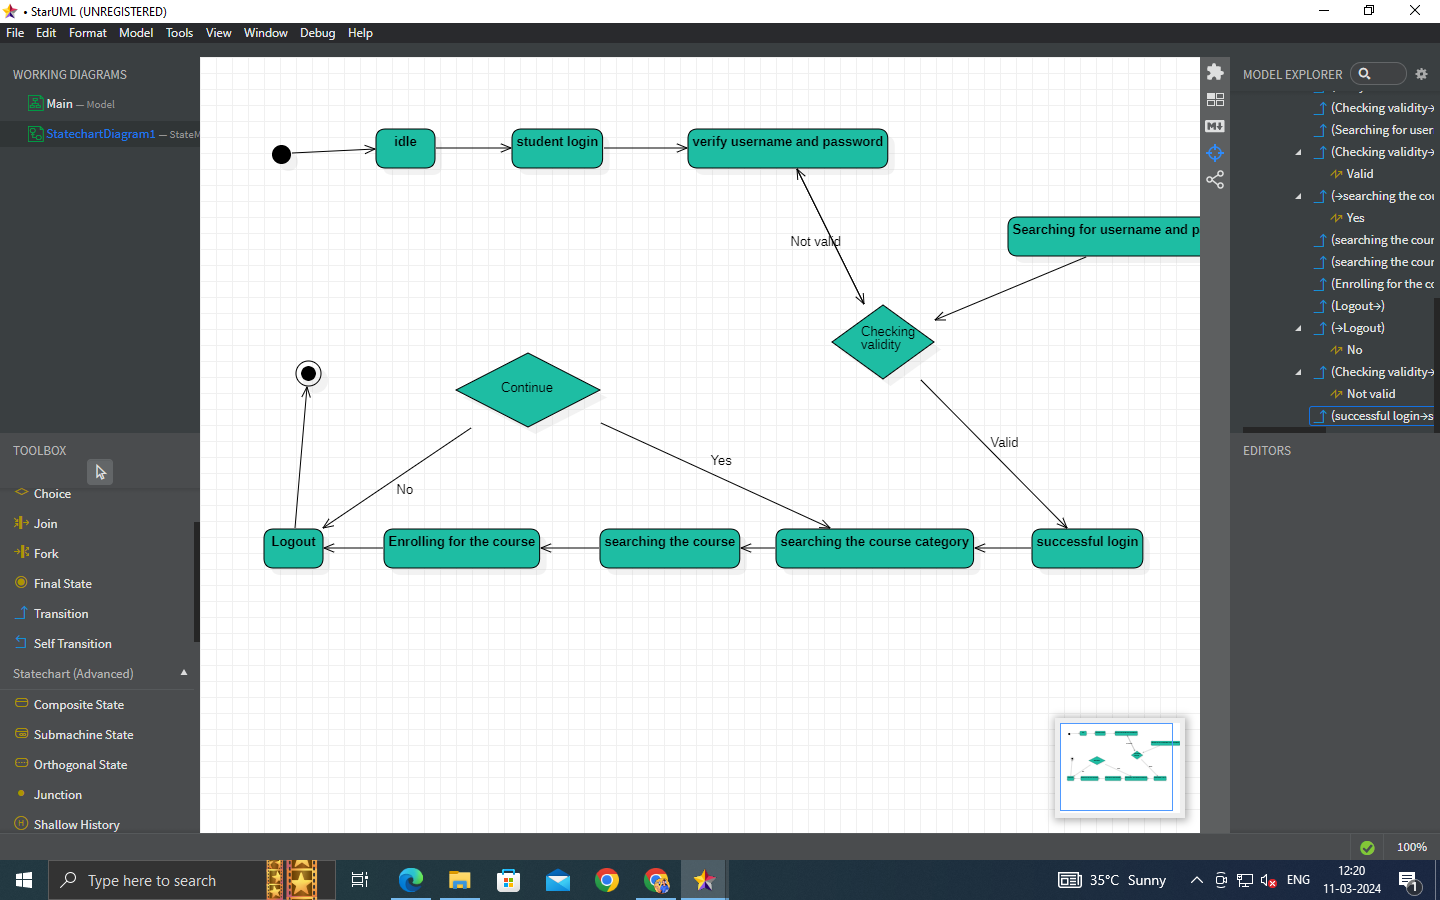 • StarUML (UNREGISTERED)
File Edit Format Model Tools View Window Debug Help
WORKING DIAGRAMS
Main — Model
StatechartDiagram1 — StateM
TOOLBOX
Choice
Join
Fork
Final State
Transition
Self Transition
Statechart (Advanced)
Composite State
Submachine State
Orthogonal State
Junction
Shallow History
idle
student login
verify username and password
Not valid
Searching for username and p
Checking
validity
Continue
Valid
Yes
No
Logout
Enrolling for the course
searching the course
searching the course category
successful login
MODEL EXPLORER
(Checking validity→
(Searching for user
(Checking validity→
Valid
(→searching the cou
Yes
(searching the cour
(searching the cour
(Enrolling for the co
(Logout→)
(→Logout)
No
(Checking validity→
Not valid
(successful login→s
EDITORS
100%
Type here to search
35°C Sunny
ENG
12:20
11-03-2024
1